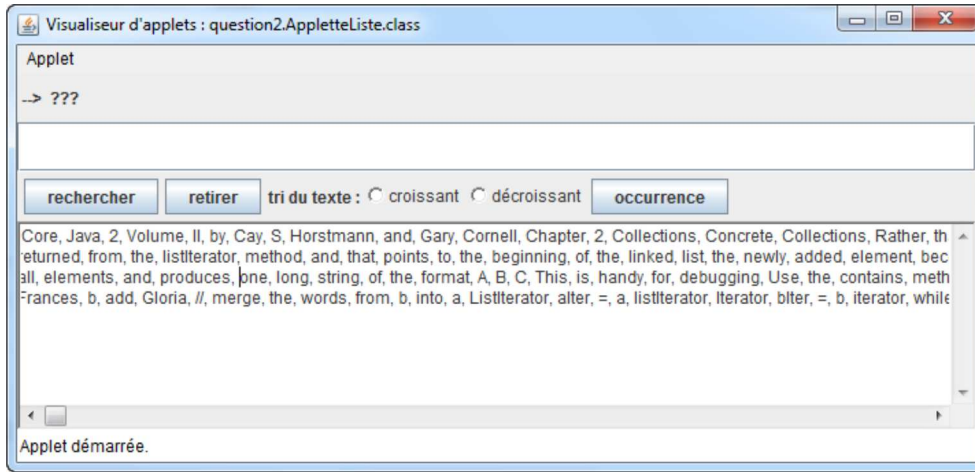 Visualiseur d'applets : question2.AppletteListe.class
Applet
--> ???
rechercher retirer tri du texte : croissant décroissant occurrence
Core, Java, 2, Volume, II, by, Cay, S, Horstmann, and, Gary, Cornell, Chapter, 2, Collections, Concrete, Collections, Rather, th
returned, from, the, listIterator, method, and, that, points, to, the, beginning, of, the, linked, list, the, newly, added, element, bec
all, elements, and, produces, one, long, string, of, the, format, A, B, C, This, is, handy, for, debugging, Use, the, contains, meth
Frances, b, add, Gloria, //, merge, the, words, from, b, into, a, ListIterator, aIter, =, a, listIterator, Iterator, bIter, =, b, iterator, while
Applet démarrée.